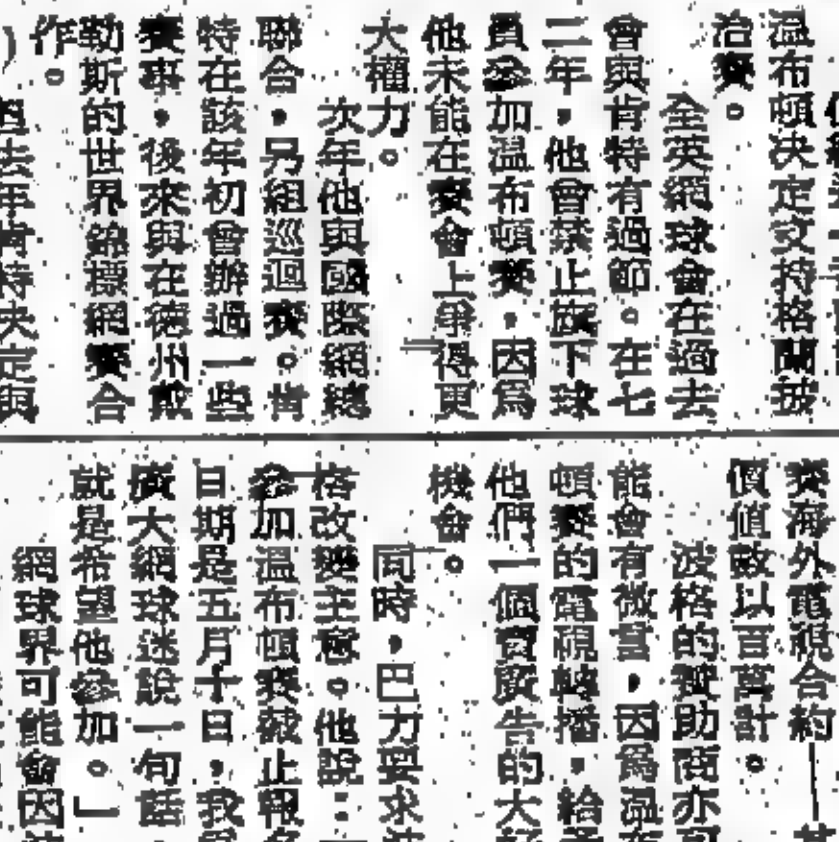 溫布頓決定支持格蘭披
治賽。
全英網球會在過去
會與肯特有過節。在七
二年，他會禁止旗下球
員參加溫布頓賽，因爲
他未能在賽會上爭得更
大權力。
次年他與國際網總
聯合，另組巡迴賽。肯
特在該年初會辦過一些
賽事，後來與在德州戴
勒斯的世界錦標網賽合
作。
去年肯特決定與
賽海外電視合約——其
價值數以百萬計。
波格的贊助商亦可
能會有微言，因爲溫布
頓賽的電視轉播，給予
他們一個賣廣告的大好
機會。
同時，巴力要求波
格改變主意。他說：「
參加溫布頓賽截止報名
日期是五月十日，我
廣大網球迷說一句話，
就是希望他參加。」
網球界可能會因